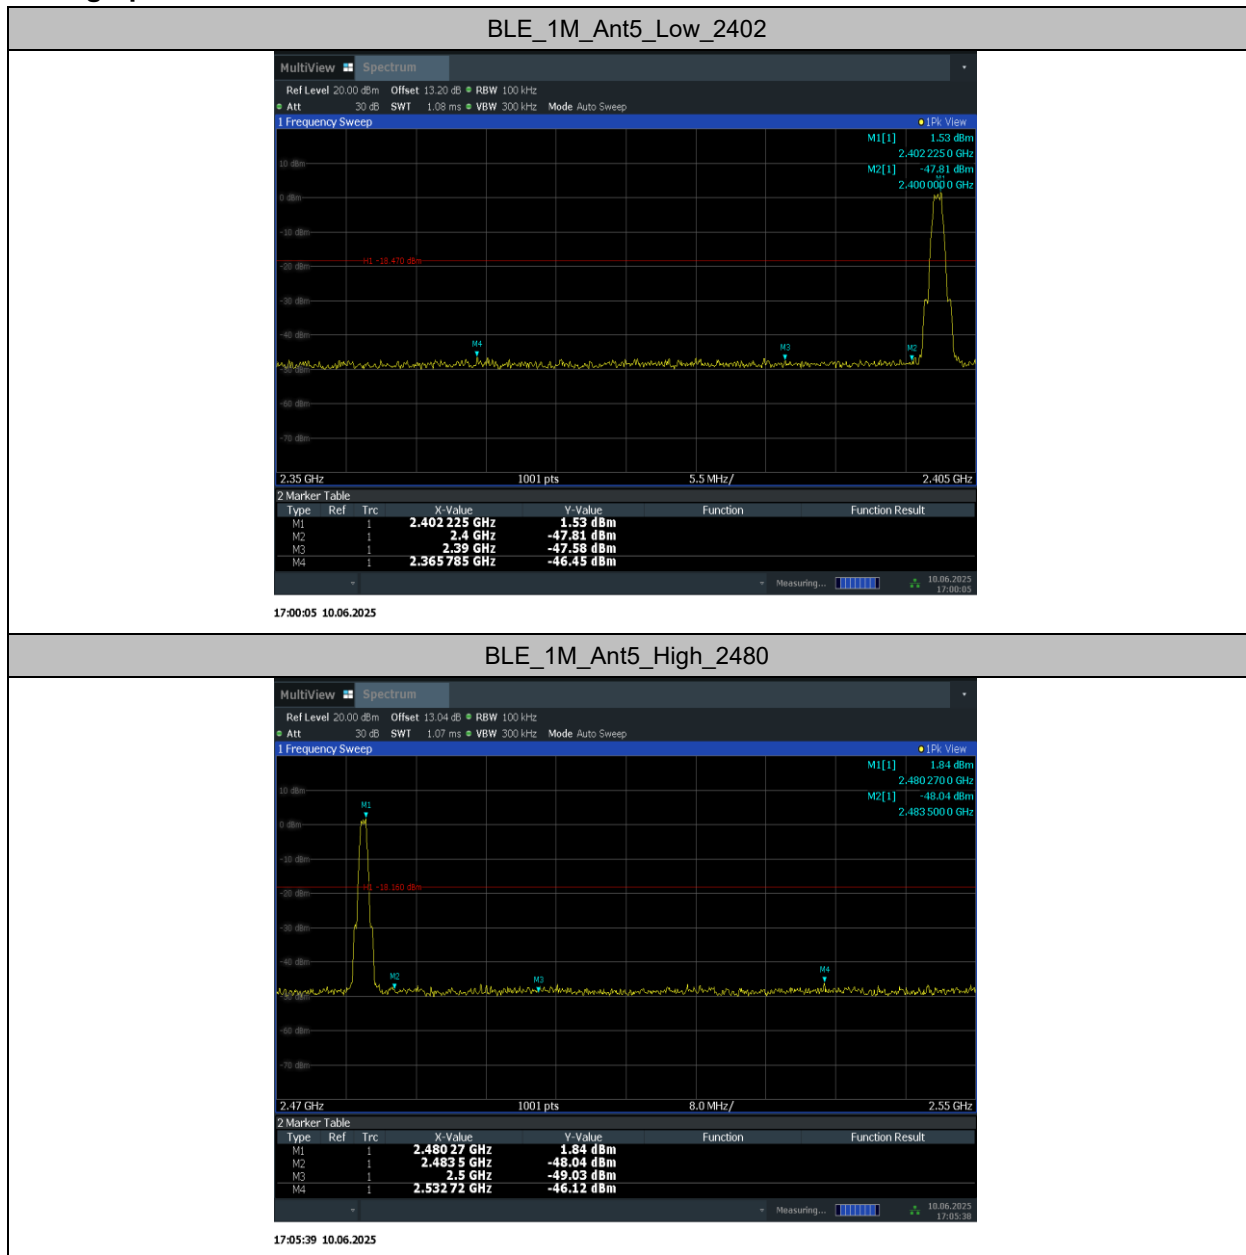 BLE_1M_Ant5_Low_2402
MultiView Spectrum
Ref Level 20.00 dBm Offset 13.20 dB RBW 100 kHz
Att 30 dB SWT 1.08 ms VBW 300 kHz Mode Auto Sweep
1 Frequency Sweep 1Pk View
M1[1] 1.53 dBm
2.402 225 0 GHz
10 dBm
M2[1] -47.81 dBm
M1
2.400 000 0 GHz
0 dBm
-10 dBm
H1 -18.470 dBm
-20 dBm
-30 dBm
-40 dBm
M4 M3 M2
-50 dBm
-60 dBm
-70 dBm
2.35 GHz 1001 pts 5.5 MHz/ 2.405 GHz
2 Marker Table
Type Ref Trc X-Value Y-Value Function Function Result
M1 1 2.402 225 GHz 1.53 dBm
M2 1 2.4 GHz -47.81 dBm
M3 1 2.39 GHz -47.58 dBm
M4 1 2.365 785 GHz -46.45 dBm
Measuring... 10.06.2025
17:00:05
17:00:05 10.06.2025
BLE_1M_Ant5_High_2480
MultiView Spectrum
Ref Level 20.00 dBm Offset 13.04 dB RBW 100 kHz
Att 30 dB SWT 1.07 ms VBW 300 kHz Mode Auto Sweep
1 Frequency Sweep 1Pk View
M1[1] 1.84 dBm
2.480 270 0 GHz
10 dBm
M2[1] -48.04 dBm
M1
2.483 500 0 GHz
0 dBm
-10 dBm
H1 -18.160 dBm
-20 dBm
-30 dBm
-40 dBm
M2 M3 M4
-50 dBm
-60 dBm
-70 dBm
2.47 GHz 1001 pts 8.0 MHz/ 2.55 GHz
2 Marker Table
Type Ref Trc X-Value Y-Value Function Function Result
M1 1 2.480 27 GHz 1.84 dBm
M2 1 2.483 5 GHz -48.04 dBm
M3 1 2.5 GHz -49.03 dBm
M4 1 2.532 72 GHz -46.12 dBm
Measuring... 10.06.2025
17:05:38
17:05:39 10.06.2025